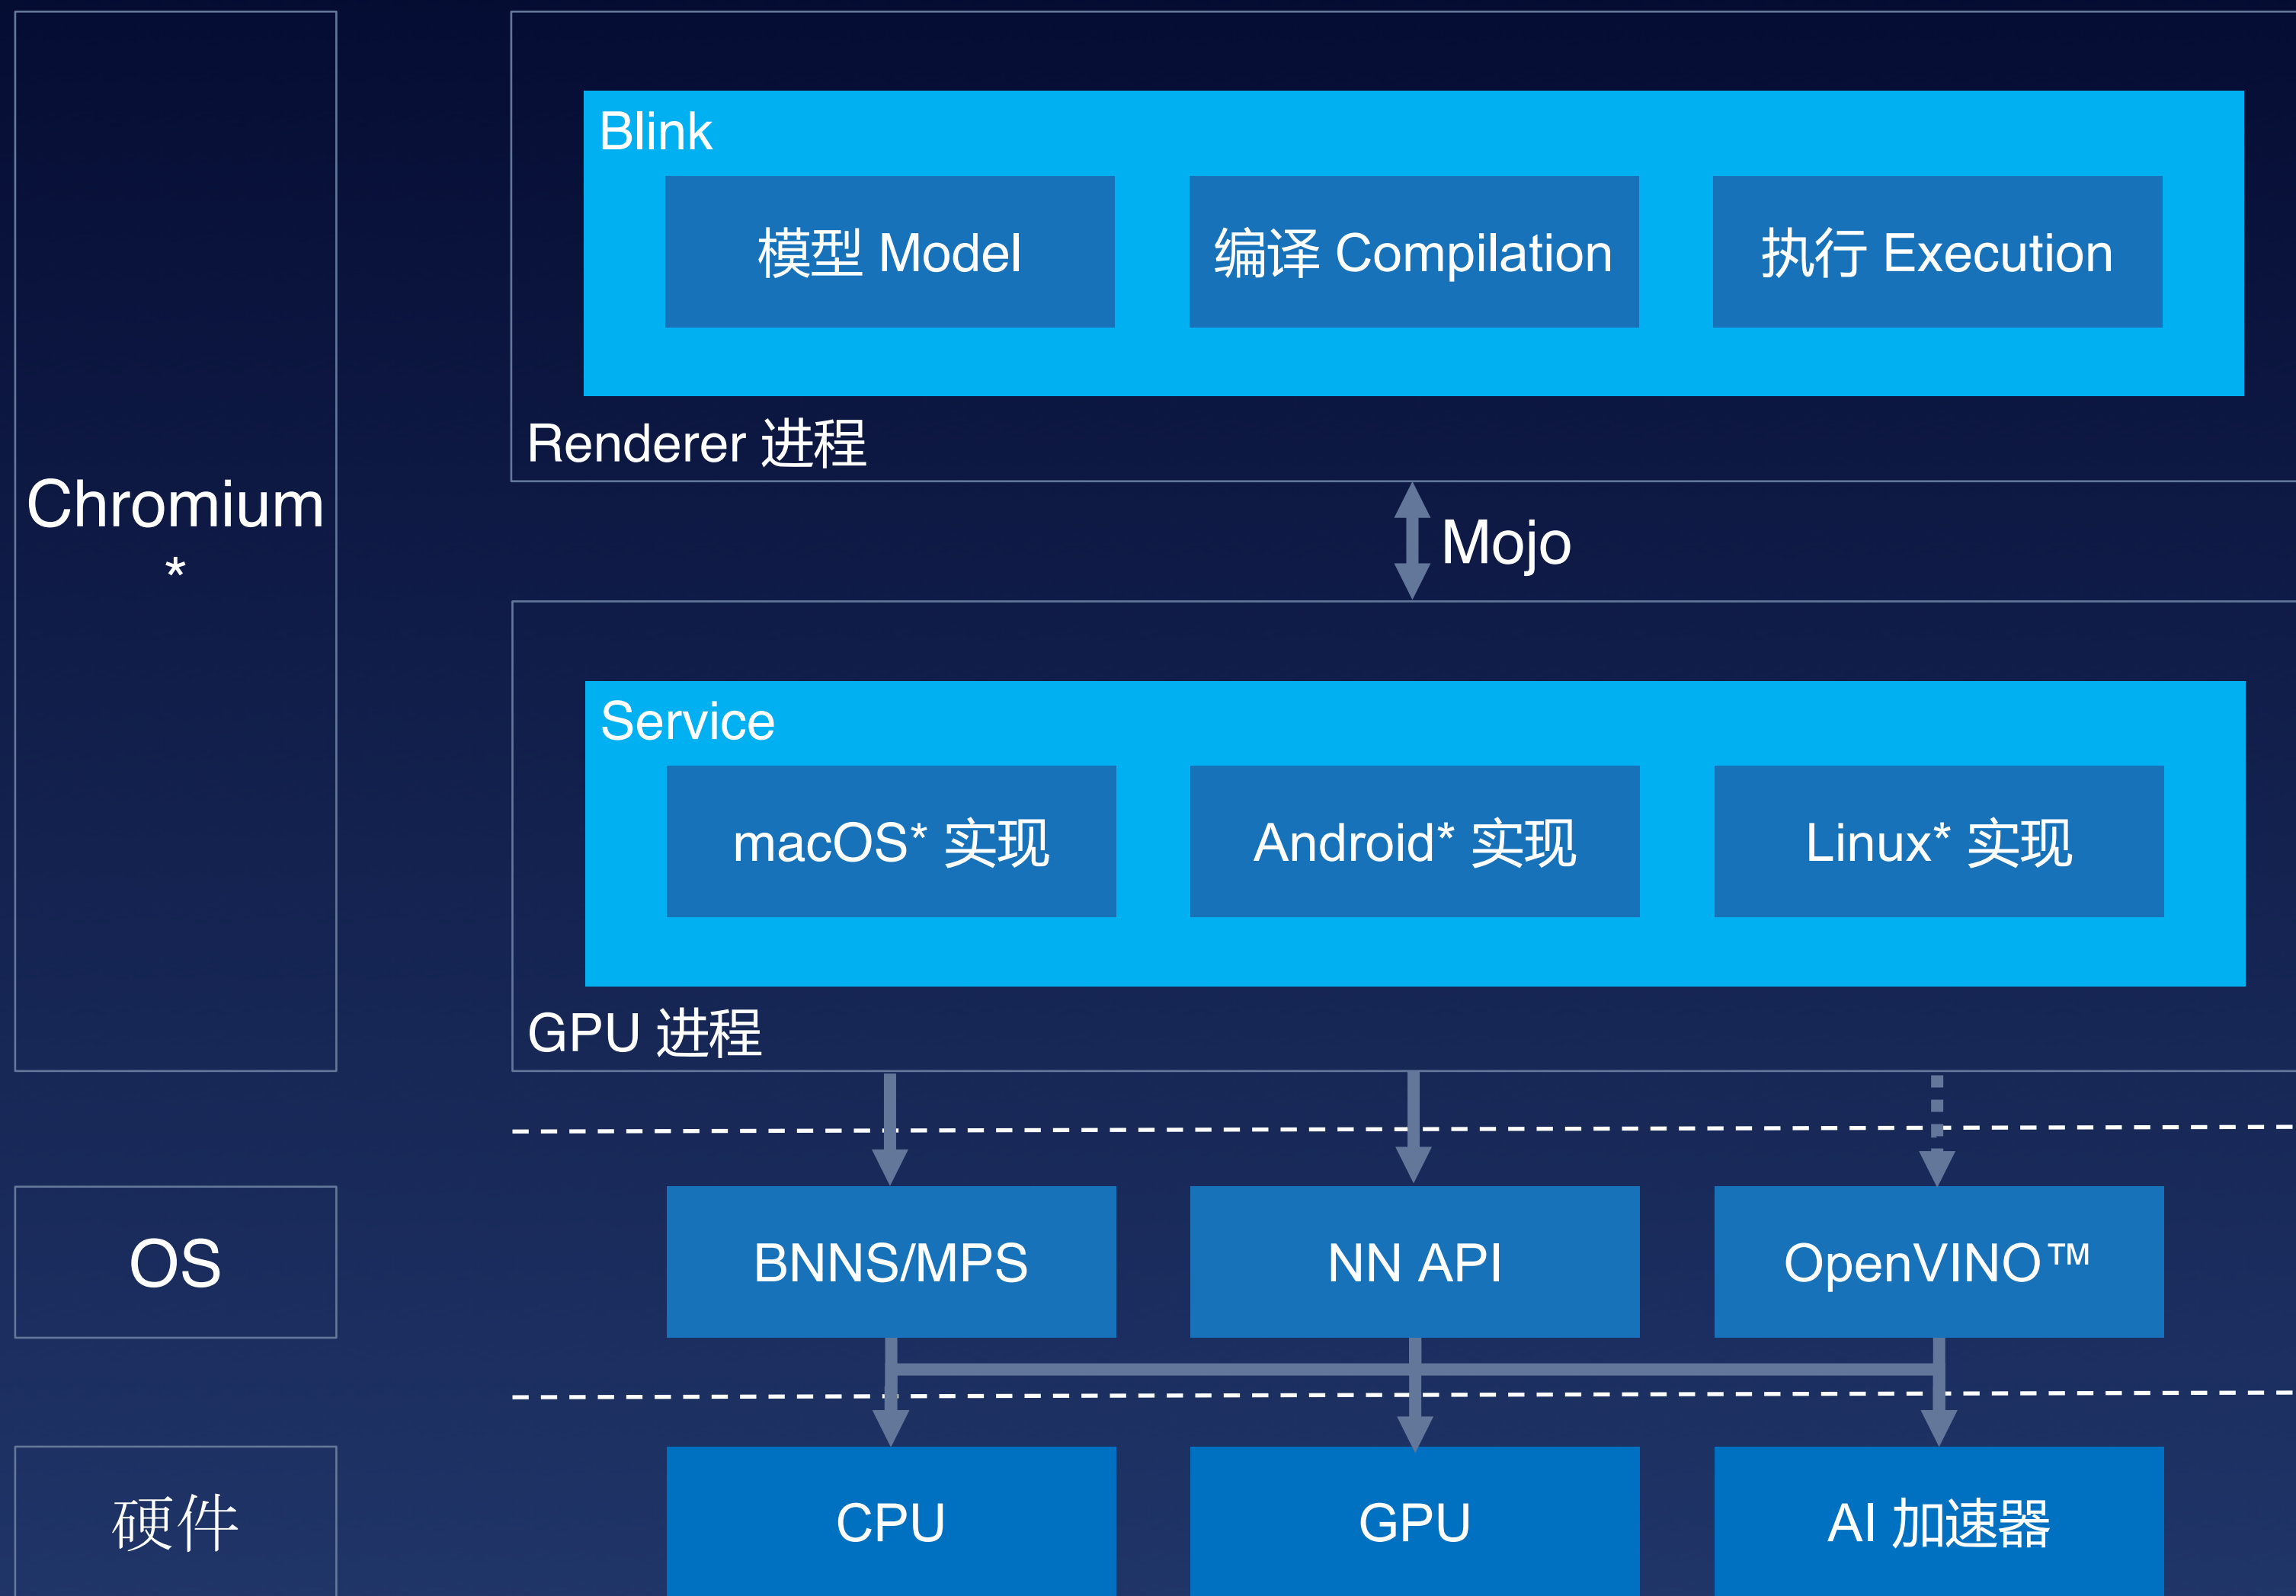 Blink
模型 Model
编译 Compilation
执行 Execution
Renderer 进程
Chromium
*
Mojo
Service
macOS* 实现
Android* 实现
Linux* 实现
GPU 进程
OS
BNNS/MPS
NN API
OpenVINO™
硬件
CPU
GPU
AI 加速器